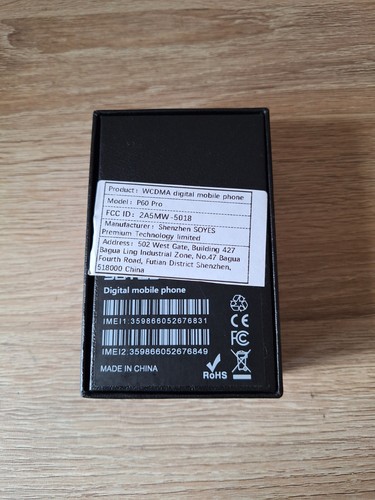 Product: WCDMA digital mobile phone
Model: P60 Pro
FCC ID: 2A5MW-5018
Manufacturer: Shenzhen SOYES
Premium Technology limited
Address: 502 West Gate, Building 427
Bagua Ling Industrial Zone, No.47 Bagua
Fourth Road, Futian District Shenzhen,
518000 China
Digital mobile phone
IMEI1:359866052676831
IMEI2:359866052676849
MADE IN CHINA
CE
FC
RoHS